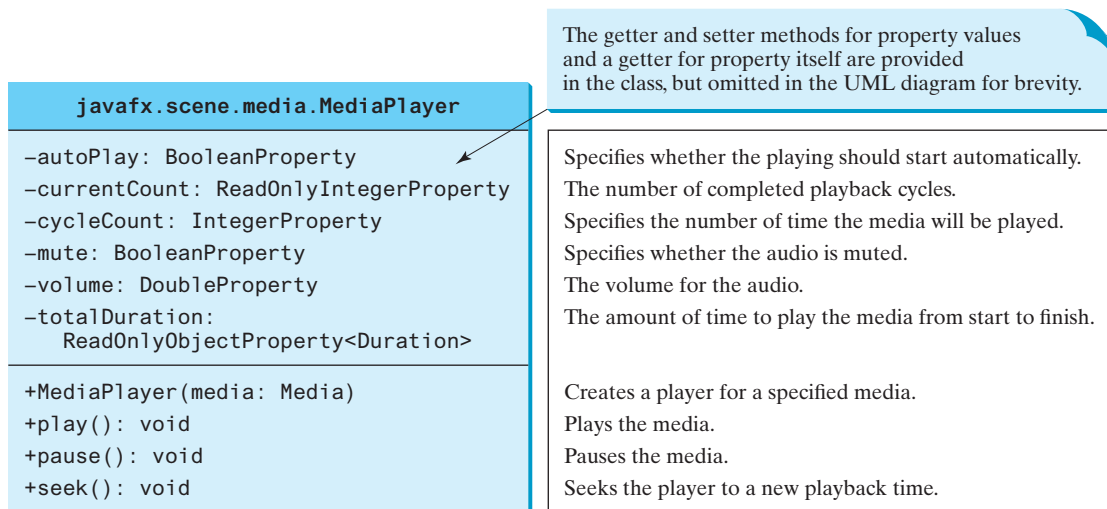 The getter and setter methods for property values
and a getter for property itself are provided
in the class, but omitted in the UML diagram for brevity.
javafx.scene.media.MediaPlayer
–autoPlay: BooleanProperty
Specifies whether the playing should start automatically.
–currentCount: ReadOnlyIntegerProperty
The number of completed playback cycles.
–cycleCount: IntegerProperty
Specifies the number of time the media will be played.
–mute: BooleanProperty
Specifies whether the audio is muted.
–volume: DoubleProperty
The volume for the audio.
–totalDuration:
The amount of time to play the media from start to finish.
ReadOnlyObjectProperty<Duration>
+MediaPlayer(media: Media)
Creates a player for a specified media.
+play(): void
Plays the media.
+pause(): void
Pauses the media.
+seek(): void
Seeks the player to a new playback time.